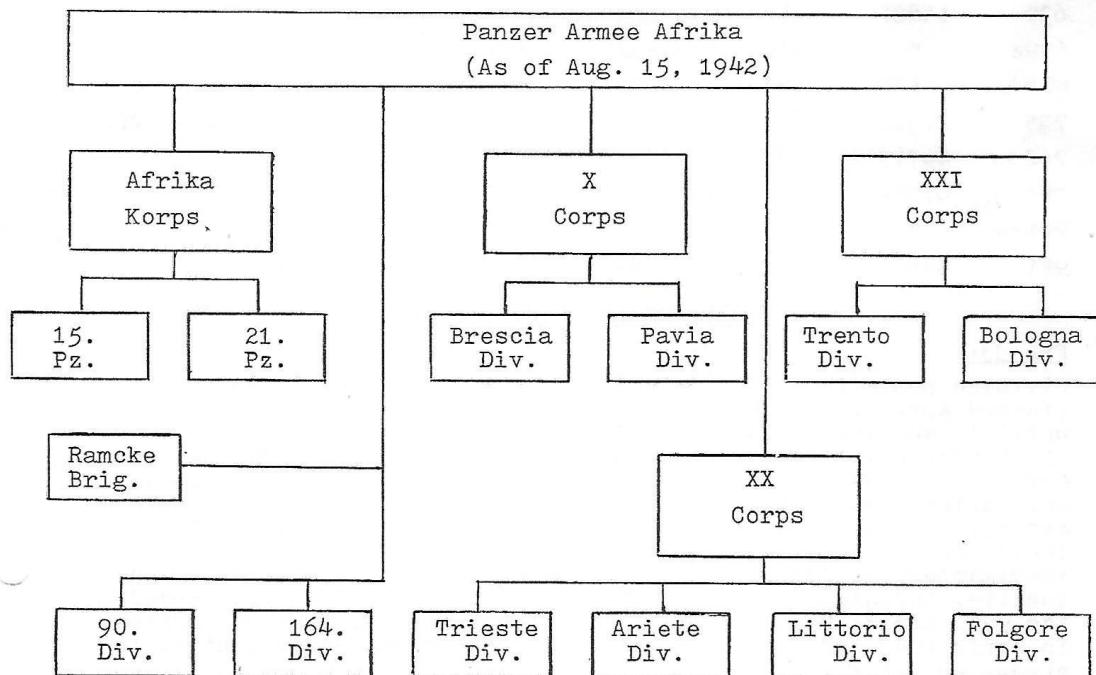 Panzer Armee Afrika
(As of Aug. 15, 1942)
Afrika
Korps
X
Corps
XXI
Corps
15.
Pz.
21.
Pz.
Brescia
Div.
Pavia
Div.
Trento
Div.
Bologna
Div.
Ramcke
Brig.
XX
Corps
90.
Div.
164.
Div.
Trieste
Div.
Ariete
Div.
Littorio
Div.
Folgore
Div.